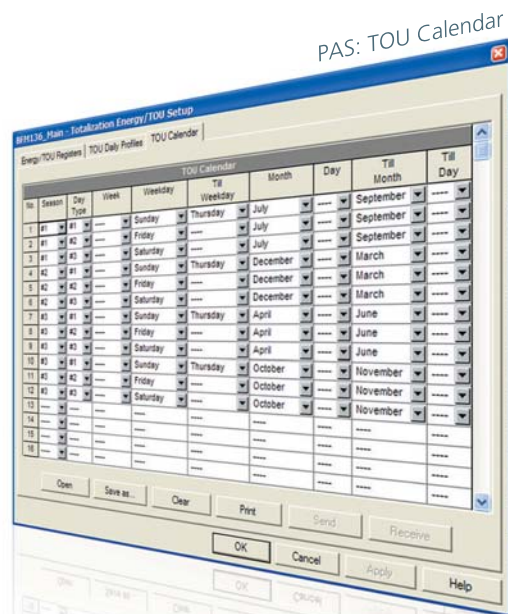 PAS: TOU Calendar
BFM136_Main - Totalization Energy/TOU Setup
Energy/TOU Registers TOU Daily Profiles TOU Calendar
TOU Calendar
No. Season Day Type Week Weekday Till Weekday Month Day Till Month Till Day
1 #1 #1 ---- Sunday Thursday July ---- September ----
2 #1 #2 ---- Friday ---- July ---- September ----
3 #1 #3 ---- Saturday ---- July ---- September ----
4 #2 #1 ---- Sunday Thursday December ---- March ----
5 #2 #2 ---- Friday ---- December ---- March ----
6 #2 #3 ---- Saturday ---- December ---- March ----
7 #3 #1 ---- Sunday Thursday April ---- June ----
8 #3 #2 ---- Friday ---- April ---- June ----
9 #3 #3 ---- Saturday ---- April ---- June ----
10 #3 #1 ---- Sunday Thursday October ---- November ----
11 #3 #2 ---- Friday ---- October ---- November ----
12 #3 #3 ---- Saturday ---- October ---- November ----
13 ---- ---- ---- ---- ---- ---- ---- ---- ----
14 ---- ---- ---- ---- ---- ---- ---- ---- ----
15 ---- ---- ---- ---- ---- ---- ---- ---- ----
16 ---- ---- ---- ---- ---- ---- ---- ---- ----
Open Save as... Clear Print Send Receive
OK Cancel Apply Help